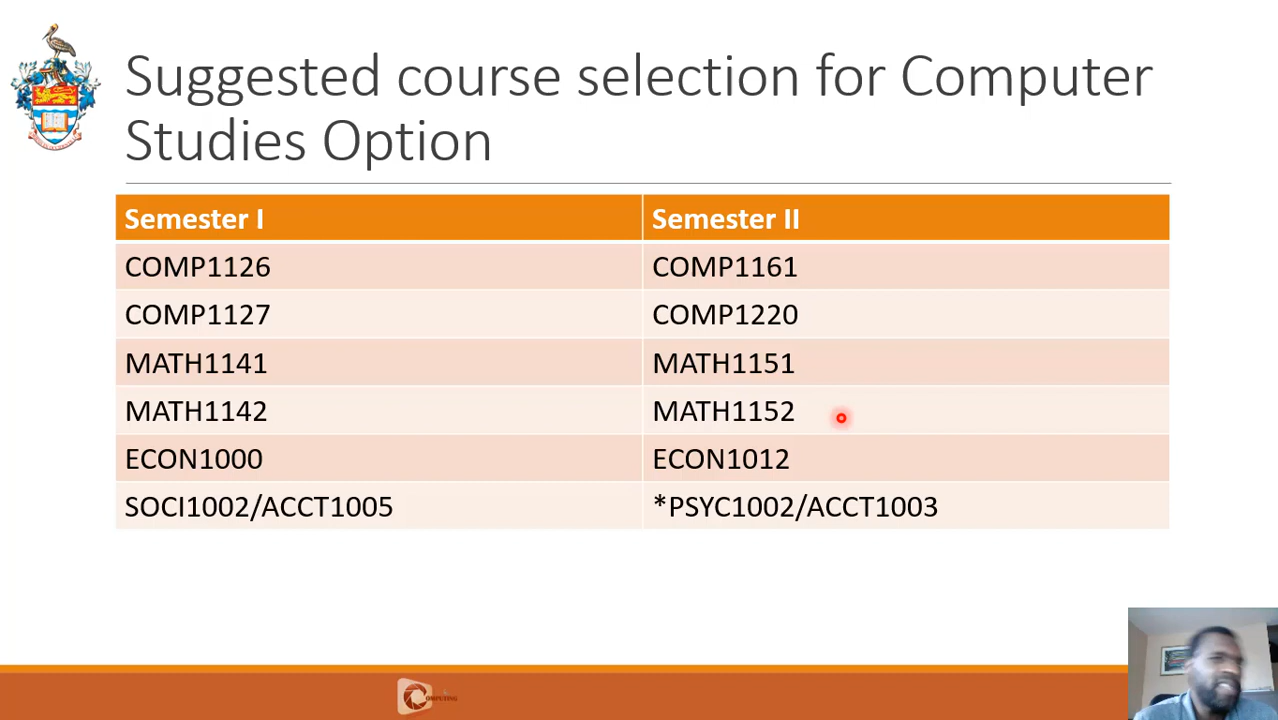 Suggested course selection for Computer
Studies Option
Semester I
Semester II
COMP1126
COMP1161
COMP1127
COMP1220
MATH1141
MATH1151
MATH1142
MATH1152
ECON1000
ECON1012
SOCI1002/ACCT1005
*PSYC1002/ACCT1003
OMPUTING